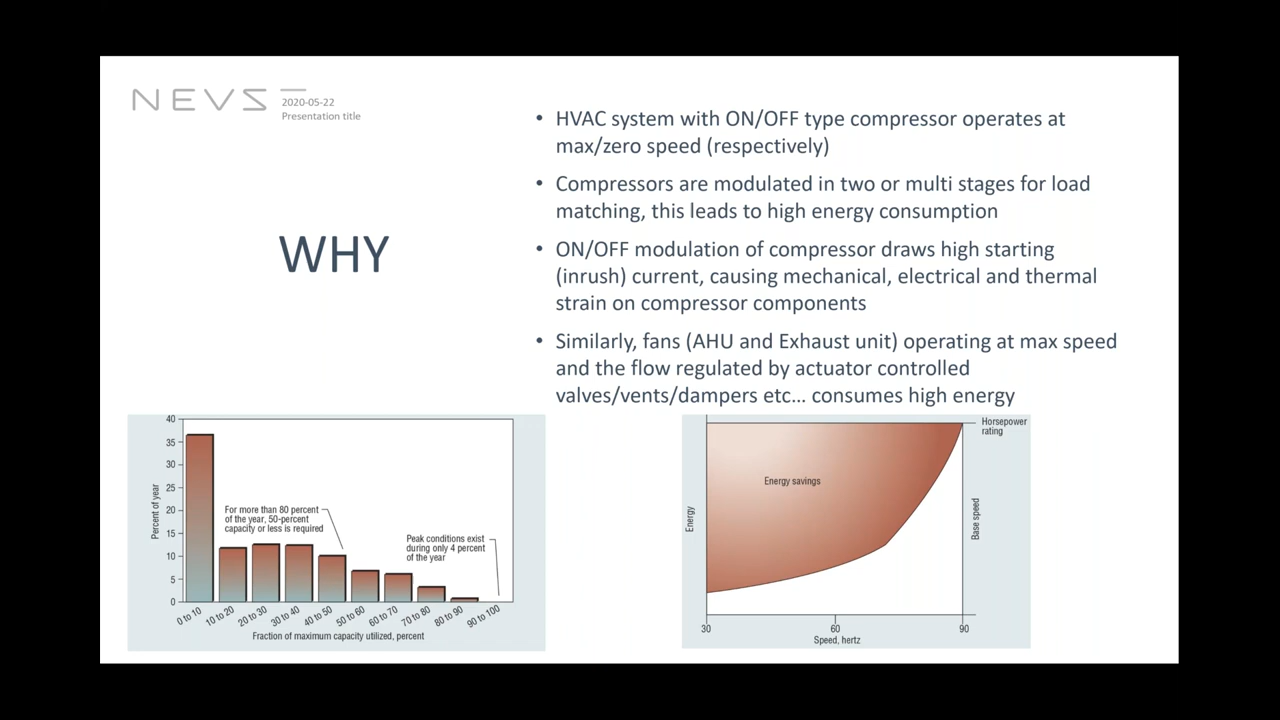 NEVS
2020-05-22
Presentation title
WHY
• HVAC system with ON/OFF type compressor operates at
max/zero speed (respectively)
• Compressors are modulated in two or multi stages for load
matching, this leads to high energy consumption
• ON/OFF modulation of compressor draws high starting
(inrush) current, causing mechanical, electrical and thermal
strain on compressor components
• Similarly, fans (AHU and Exhaust unit) operating at max speed
and the flow regulated by actuator controlled
valves/vents/dampers etc... consumes high energy
40
35
30
25
20
15
10
5
0
Percent of year
For more than 80 percent
of the year, 50-percent
capacity or less is required
Peak conditions exist
during only 4 percent
of the year
0 to 10
10 to 20
20 to 30
30 to 40
40 to 50
50 to 60
60 to 70
70 to 80
80 to 90
90 to 100
Fraction of maximum capacity utilized, percent
Horsepower
rating
Energy savings
Energy
Base speed
30
60
90
Speed, hertz